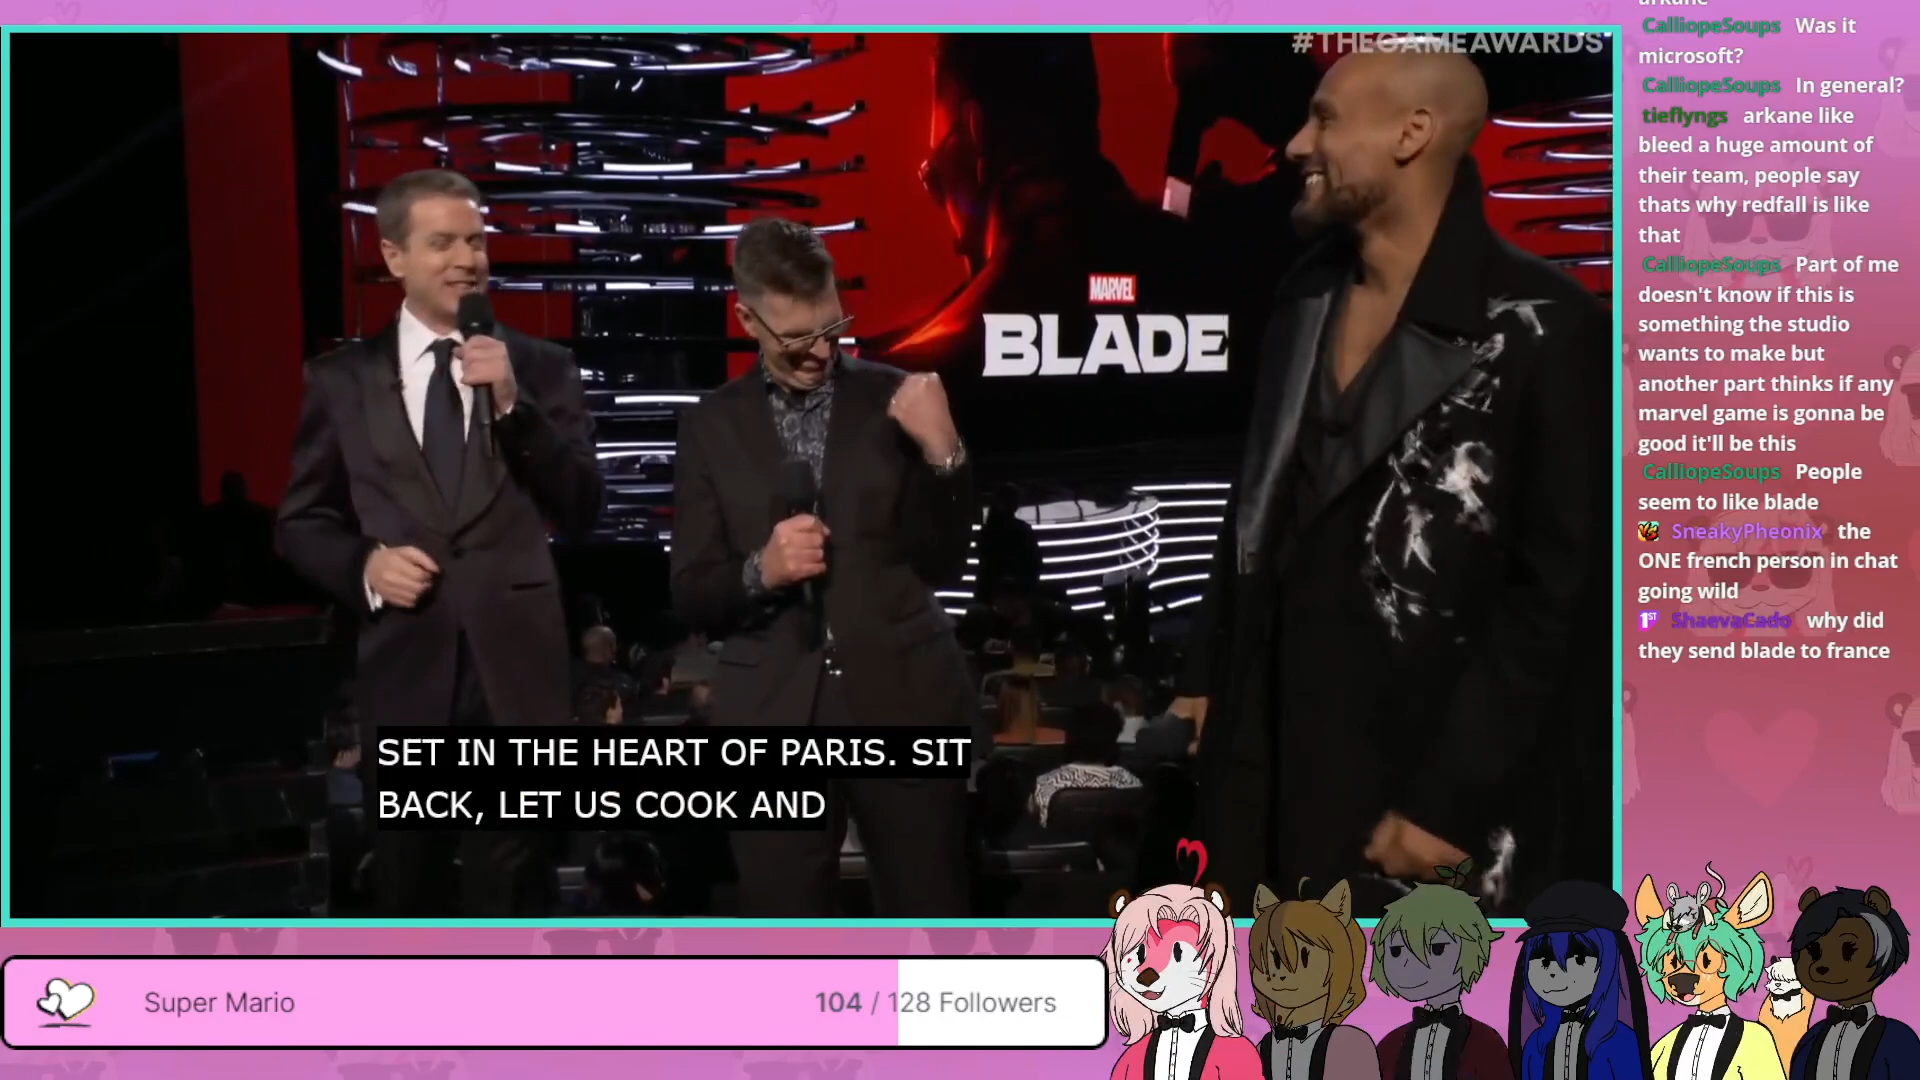 #THEGAMEAWARDS
MARVEL
BLADE
SET IN THE HEART OF PARIS. SIT
BACK, LET US COOK AND
Super Mario
104 / 128 Followers
arkane
CalliopeSoups Was it
microsoft?
CalliopeSoups In general?
tieflyngs arkane like
bleed a huge amount of
their team, people say
thats why redfall is like
that
CalliopeSoups Part of me
doesn't know if this is
something the studio
wants to make but
another part thinks if any
marvel game is gonna be
good it'll be this
CalliopeSoups People
seem to like blade
SneakyPheonix the
ONE french person in chat
going wild
1ST ShaevaCado why did
they send blade to france